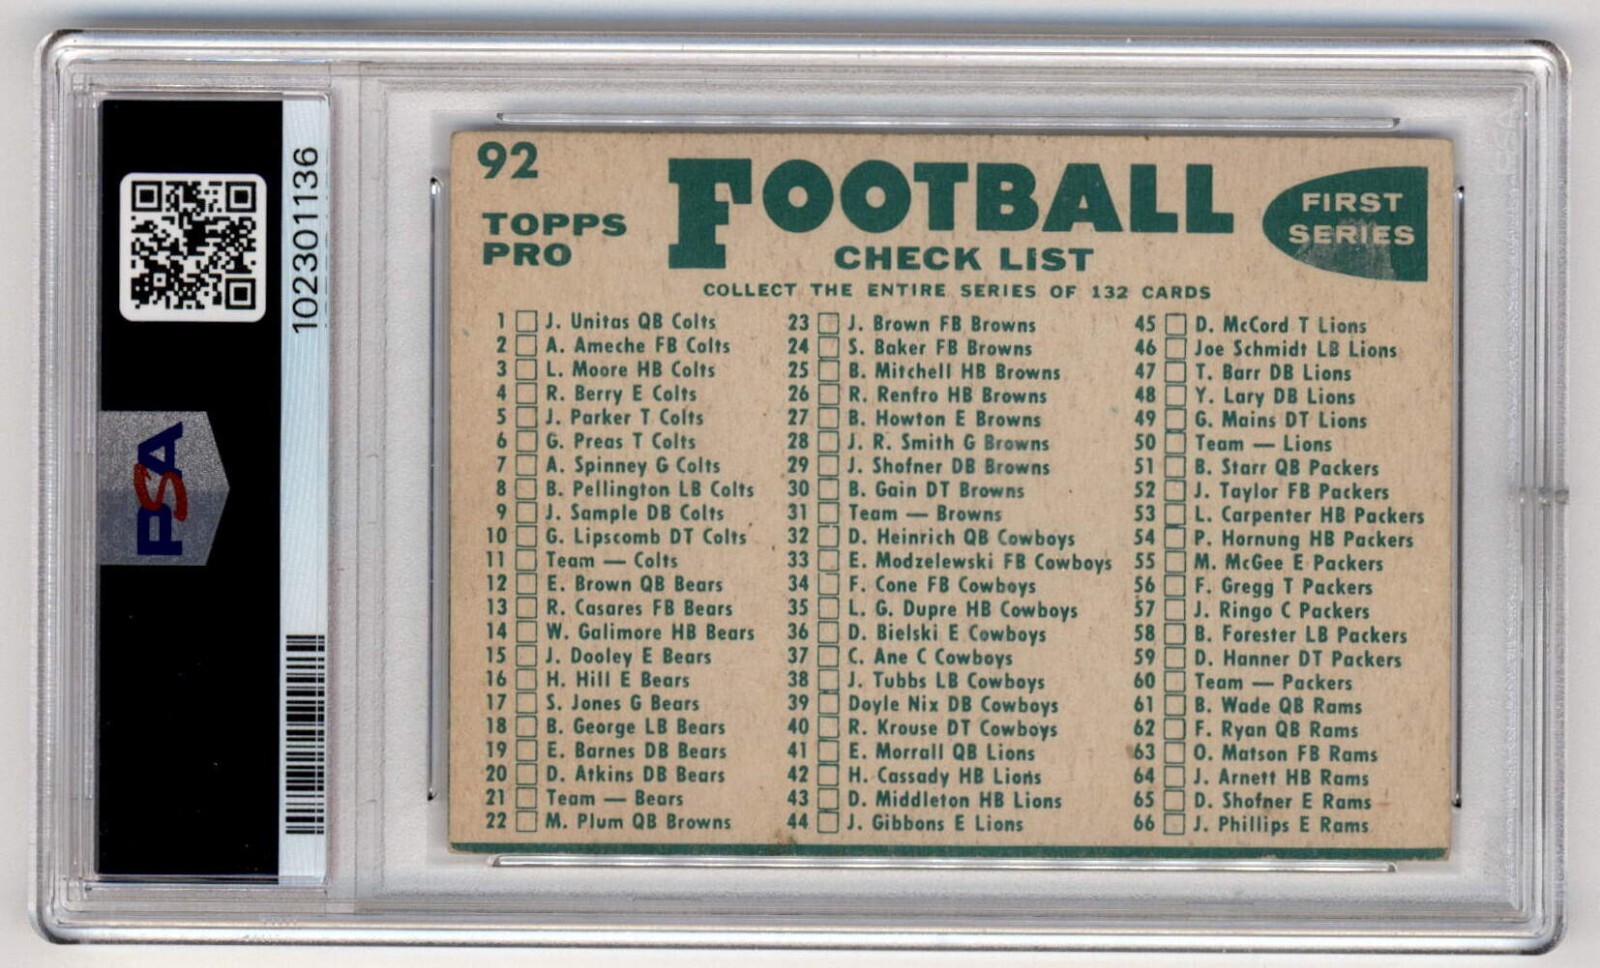 PSA
102301136
92
TOPPS
PRO
FOOTBALL
CHECK LIST
FIRST
SERIES
COLLECT THE ENTIRE SERIES OF 132 CARDS
1 J. Unitas QB Colts
2 A. Ameche FB Colts
3 L. Moore HB Colts
4 R. Berry E Colts
5 J. Parker T Colts
6 G. Preas T Colts
7 A. Spinney G Colts
8 B. Pellington LB Colts
9 J. Sample DB Colts
10 G. Lipscomb DT Colts
11 Team — Colts
12 E. Brown QB Bears
13 R. Casares FB Bears
14 W. Galimore HB Bears
15 J. Dooley E Bears
16 H. Hill E Bears
17 S. Jones G Bears
18 B. George LB Bears
19 E. Barnes DB Bears
20 D. Atkins DB Bears
21 Team — Bears
22 M. Plum QB Browns
23 J. Brown FB Browns
24 S. Baker FB Browns
25 B. Mitchell HB Browns
26 R. Renfro HB Browns
27 B. Howton E Browns
28 J. R. Smith G Browns
29 J. Shofner DB Browns
30 B. Gain DT Browns
31 Team — Browns
32 D. Heinrich QB Cowboys
33 E. Modzelewski FB Cowboys
34 F. Cone FB Cowboys
35 L. G. Dupre HB Cowboys
36 D. Bielski E Cowboys
37 C. Ane C Cowboys
38 J. Tubbs LB Cowboys
39 Doyle Nix DB Cowboys
40 R. Krouse DT Cowboys
41 E. Morrall QB Lions
42 H. Cassady HB Lions
43 D. Middleton HB Lions
44 J. Gibbons E Lions
45 D. McCord T Lions
46 Joe Schmidt LB Lions
47 T. Barr DB Lions
48 Y. Lary DB Lions
49 G. Mains DT Lions
50 Team — Lions
51 B. Starr QB Packers
52 J. Taylor FB Packers
53 L. Carpenter HB Packers
54 P. Hornung HB Packers
55 M. McGee E Packers
56 F. Gregg T Packers
57 J. Ringo C Packers
58 B. Forester LB Packers
59 D. Hanner DT Packers
60 Team — Packers
61 B. Wade QB Rams
62 F. Ryan QB Rams
63 O. Matson FB Rams
64 J. Arnett HB Rams
65 D. Shofner E Rams
66 J. Phillips E Rams